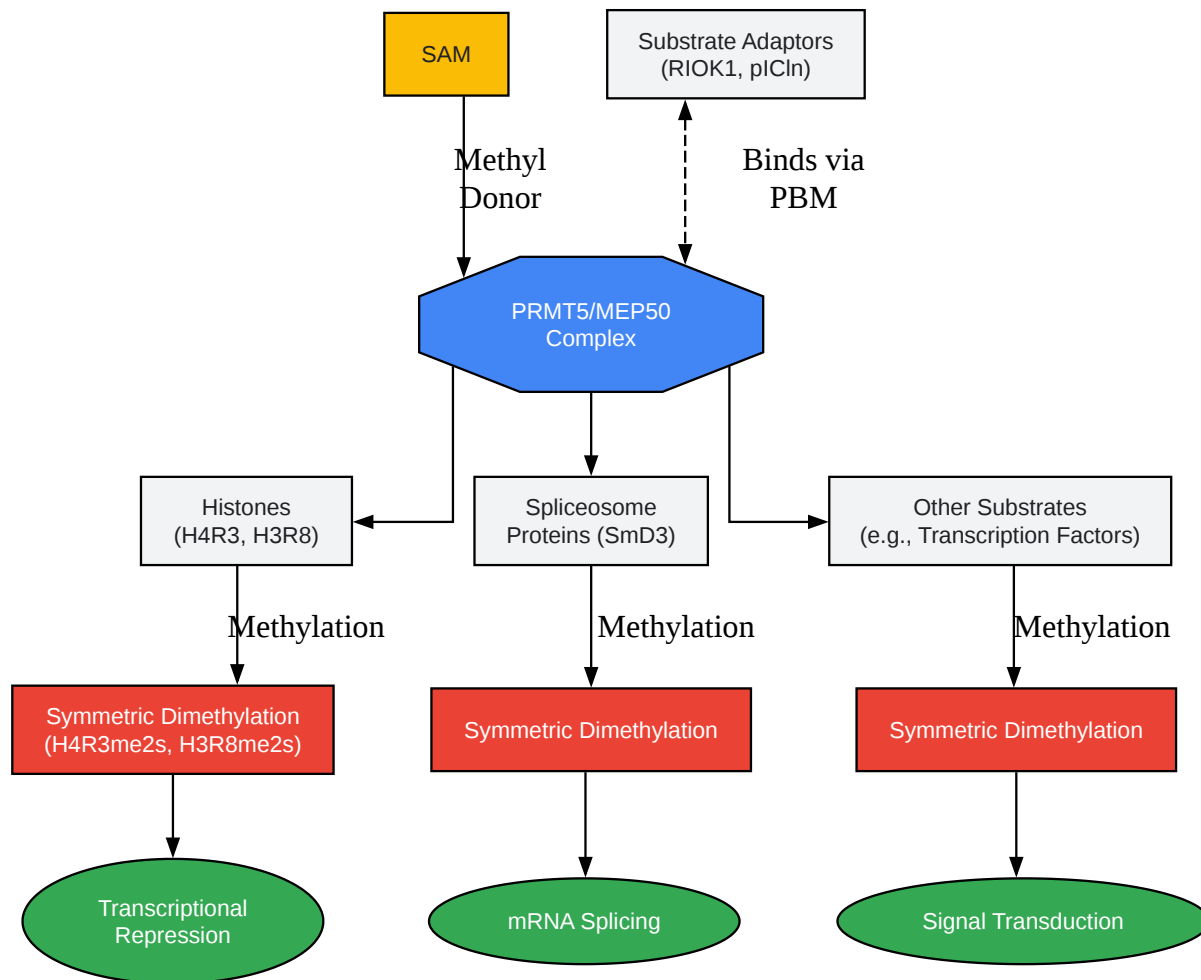 SAM
Substrate Adaptors
(RIOK1, pICln)
Methyl
Donor
Binds via
PBM
PRMT5/MEP50
Complex
Histones
(H4R3, H3R8)
Spliceosome
Proteins (SmD3)
Other Substrates
(e.g., Transcription Factors)
Methylation
Methylation
Methylation
Symmetric Dimethylation
(H4R3me2s, H3R8me2s)
Symmetric Dimethylation
Symmetric Dimethylation
Transcriptional
Repression
mRNA Splicing
Signal Transduction